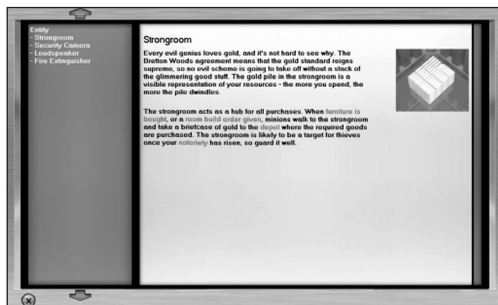 Entity
- Strongroom
- Security Camera
- Loudspeaker
- Fire Extinguisher
Strongroom
Every evil genius loves gold, and it's not hard to see why. The
Bretton Woods agreement means that the gold standard reigns
supreme, so no evil scheme is going to take off without a stack of
the glimmering good stuff. The gold pile in the strongroom is a
visible representation of your resources - the more you spend, the
more the pile dwindles.
The strongroom acts as a hub for all purchases. When furniture is
bought, or a room build order given, minions walk to the strongroom
and take a briefcase of gold to the depot where the required goods
are purchased. The strongroom is likely to be a target for thieves
once your notoriety has risen, so guard it well.